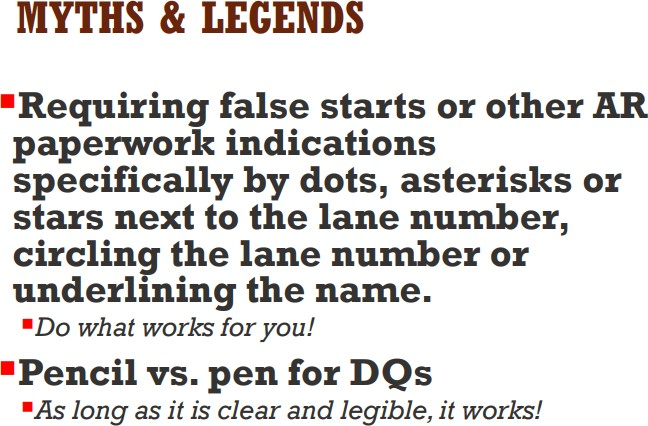 MYTHS & LEGENDS
▪Requiring false starts or other AR
paperwork indications
specifically by dots, asterisks or
stars next to the lane number,
circling the lane number or
underlining the name.
▪Do what works for you!
▪Pencil vs. pen for DQs
▪As long as it is clear and legible, it works!